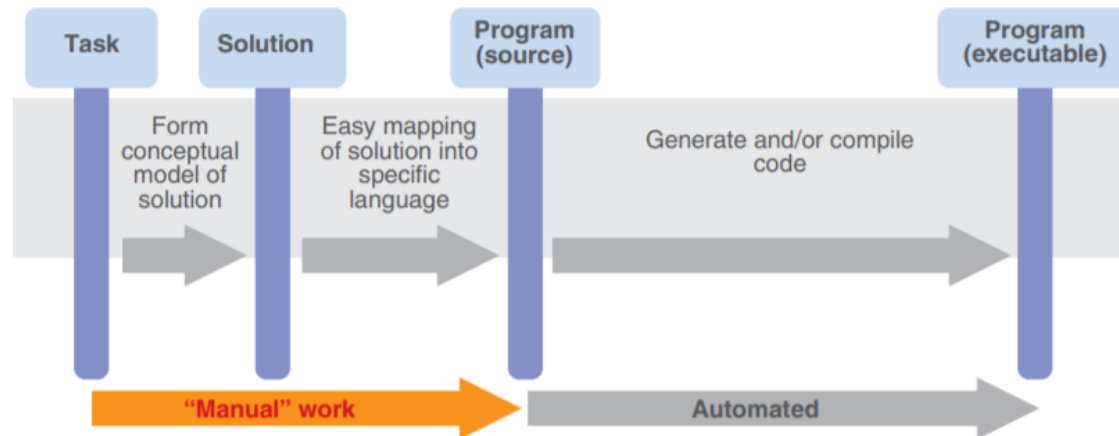 Task
Solution
Program
(source)
Program
(executable)
Form
conceptual
model of
solution
Easy mapping
of solution into
specific
language
Generate and/or compile
code
“Manual” work
Automated